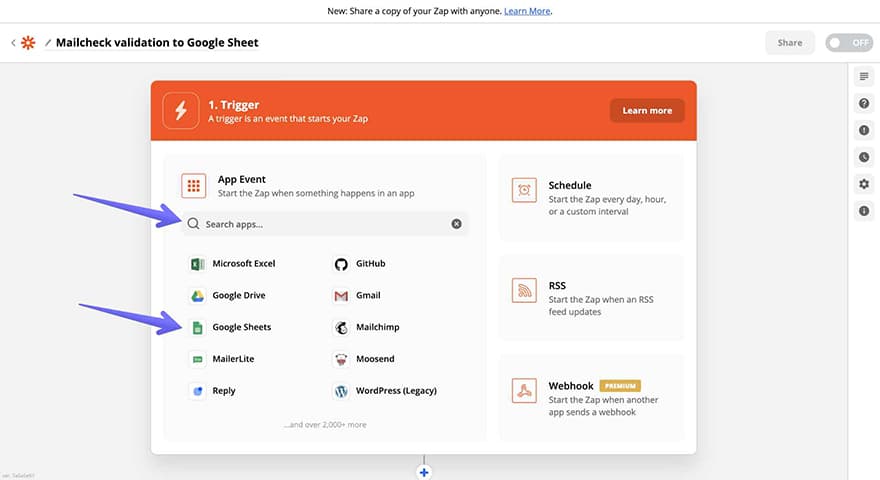 New: Share a copy of your Zap with anyone. Learn More.
Mailcheck validation to Google Sheet
Share
OFF
1. Trigger
A trigger is an event that starts your Zap
Learn more
App Event
Start the Zap when something happens in an app
Search apps...
Microsoft Excel
GitHub
Google Drive
Gmail
Google Sheets
Mailchimp
MailerLite
Moosend
Reply
WordPress (Legacy)
...and over 2,000+ more
Schedule
Start the Zap every day, hour,
or a custom interval
RSS
Start the Zap when an RSS
feed updates
Webhook PREMIUM
Start the Zap when another
app sends a webhook